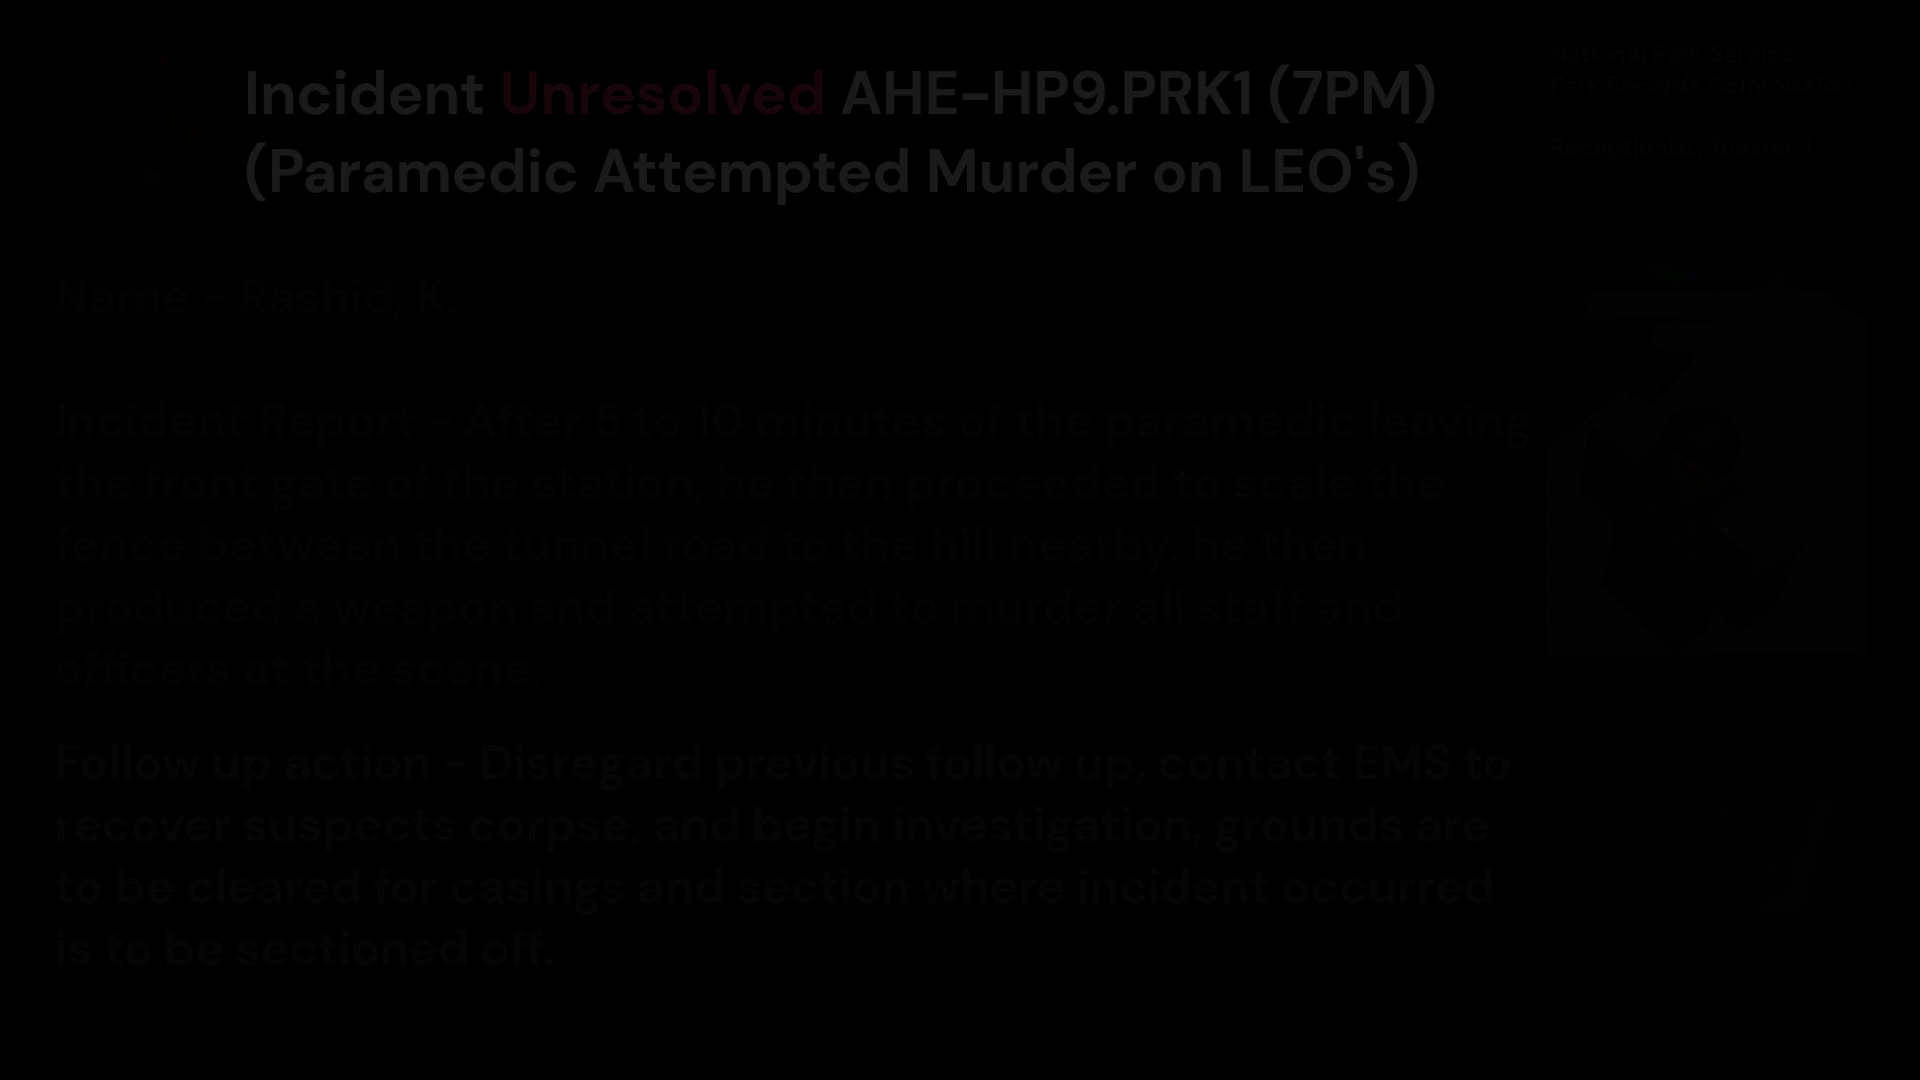 National Park Service
Park Records Commission
Incident Unresolved AHE-HP9.PRK1 (7PM)
(Paramedic Attempted Murder on LEO's)
Name - Rashid, K.
Incident Report - After 5 to 10 minutes of the paramedic leaving
the front gate of the station, he then proceeded to scale the
fence between the tunnel road to the hill nearby, he then
produced a weapon and attempted to murder all staff and
officers at the scene.
Follow up action - Disregard previous follow up, contact EMS to
recover suspects corpse, and begin investigation, grounds are
to be cleared for casings and section where incident occurred
is to be sectioned off.